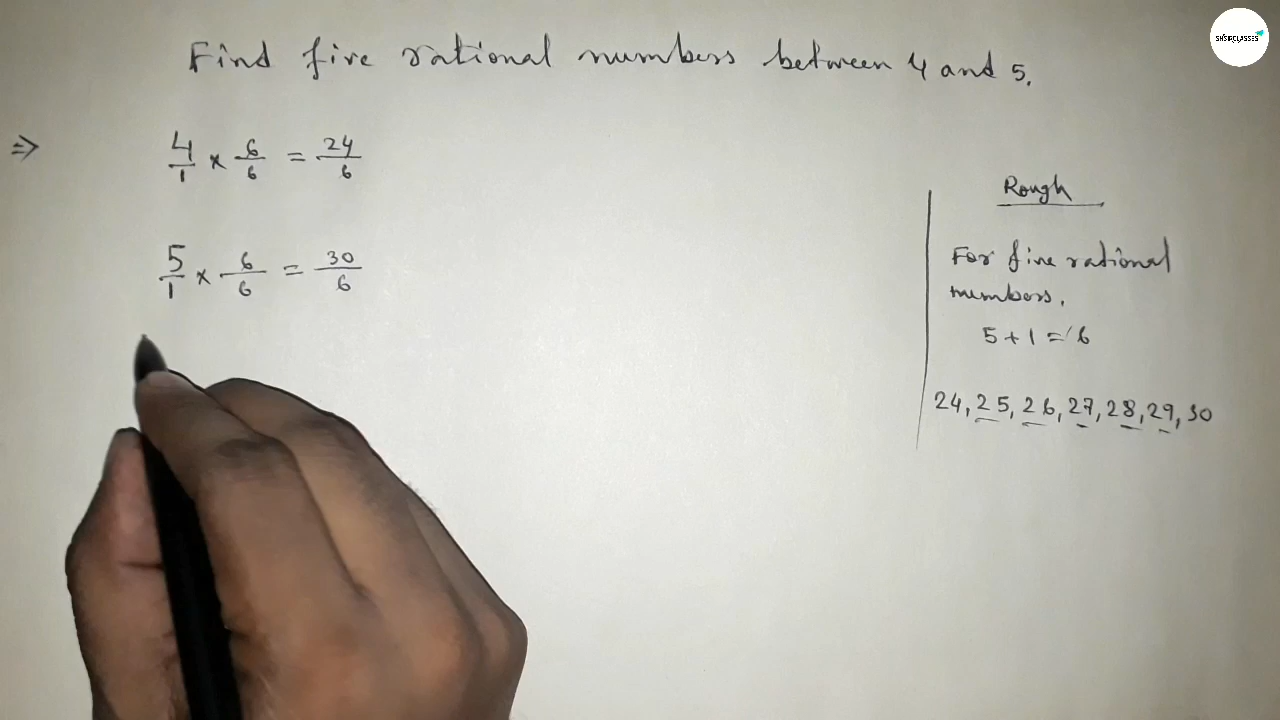 Find five rational numbers between 4 and 5.
SHSIRCLASSES
⇒ 4/1 × 6/6 = 24/6
5/1 × 6/6 = 30/6
Rough
For five rational
numbers.
5 + 1 = 6
24, 25, 26, 27, 28, 29, 30